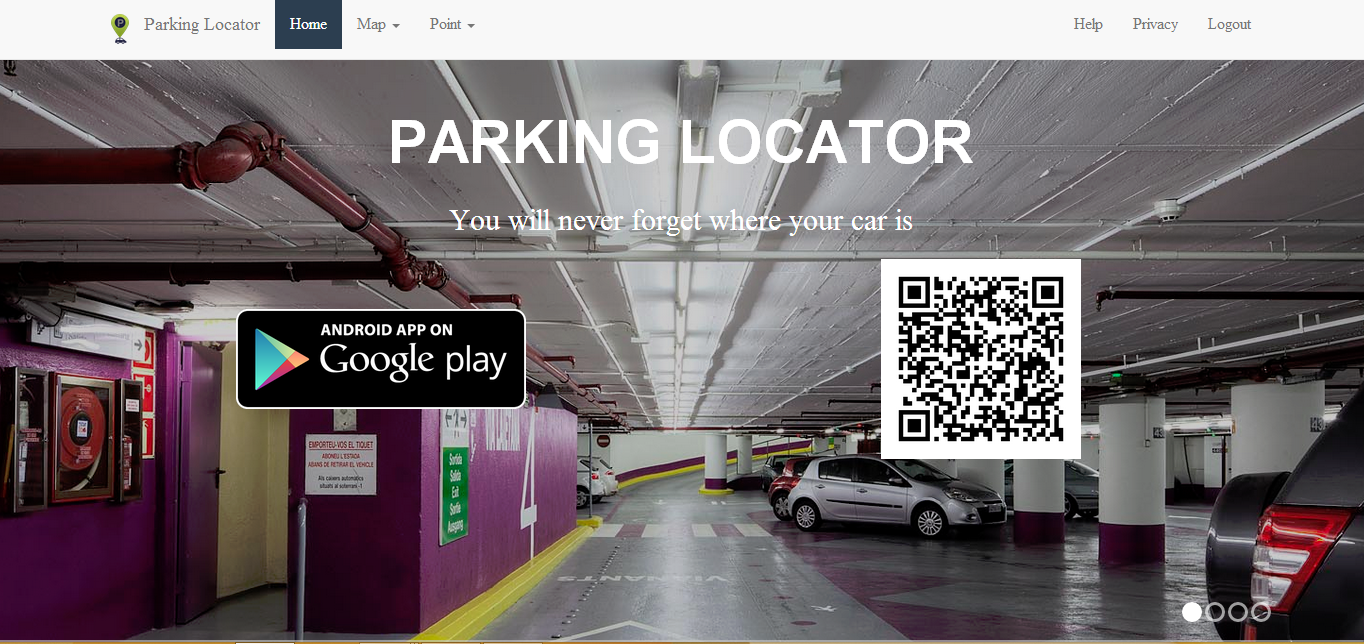 Parking Locator
Home
Map
Point
Help
Privacy
Logout
PARKING LOCATOR
You will never forget where your car is
ANDROID APP ON
Google play
EMPORTEU-VOS EL TIQUET
ABONEU L'ESTADA
ABANS DE RETIRAR EL VEHICLE
Als caixers automàtics
situats al soterrani -1
4
Sortida
Salida
Exit
Sortie
Ausgang
43
VIANANTS